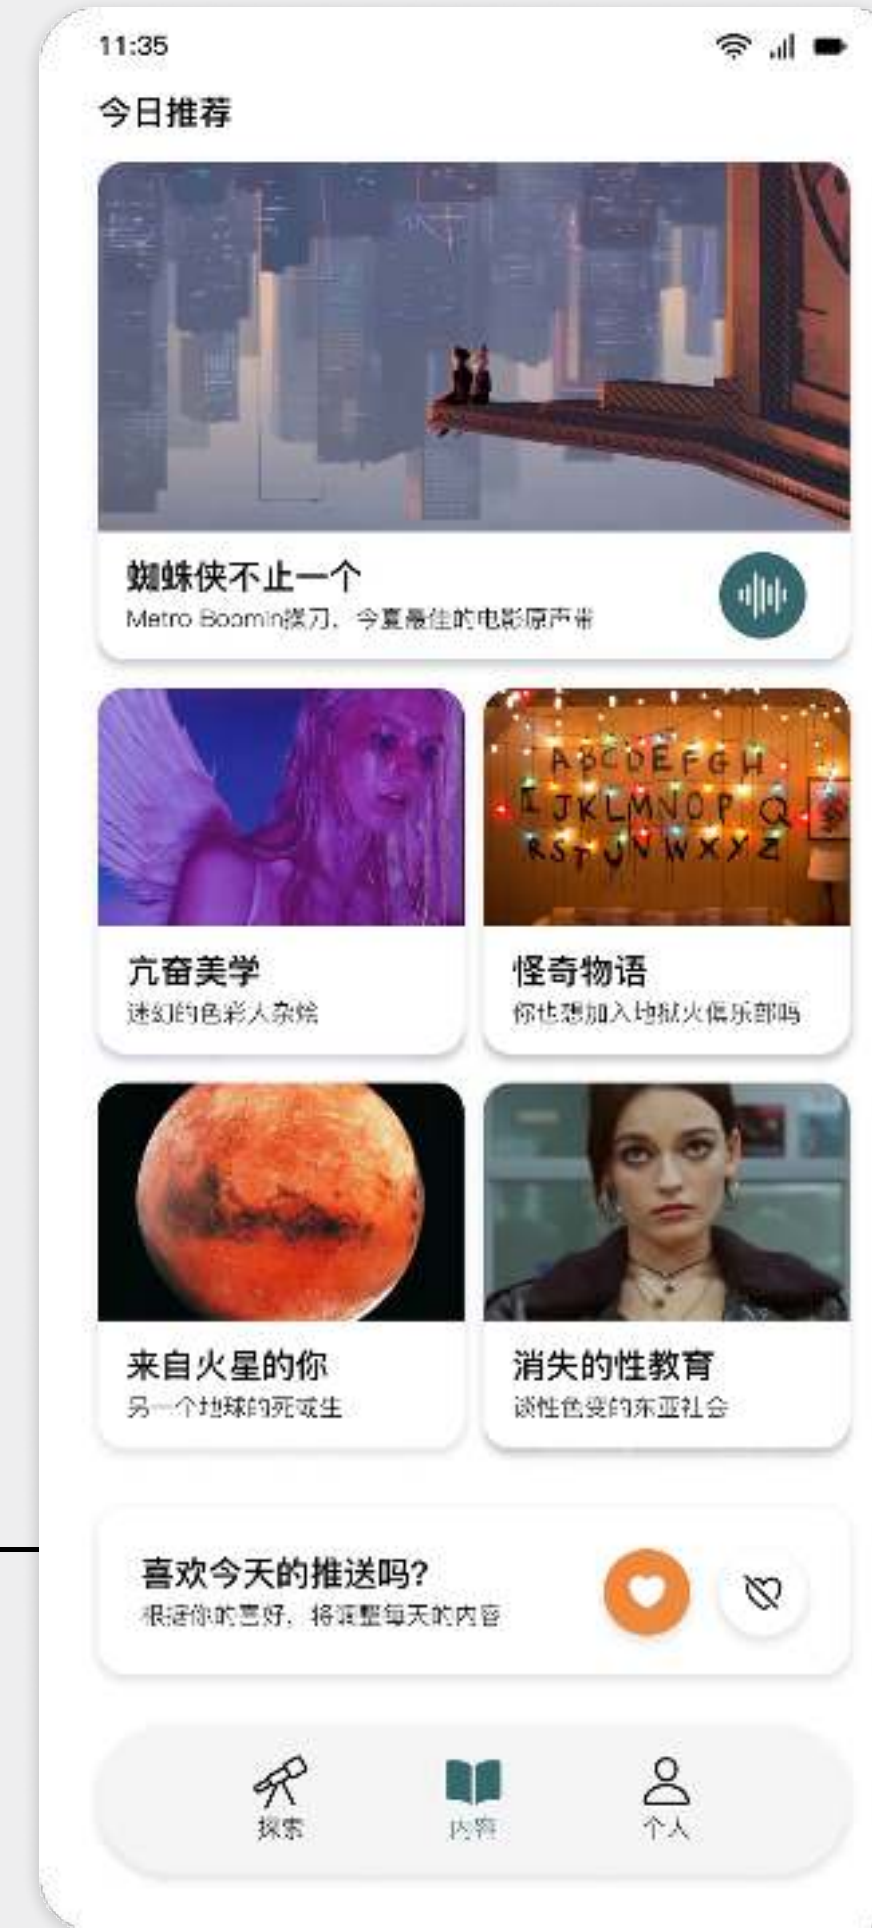 11:35
今日推荐
蜘蛛侠不止一个
Metro Boomin操刀，今夏最佳的电影原声带
亢奋美学
迷幻的色彩大杂烩
怪奇物语
你也想加入地狱火俱乐部吗
A B C D E F G H
I J K L M N O P Q
R S T U V W X Y Z
来自火星的你
另一个地球的死或生
消失的性教育
谈性色变的东亚社会
喜欢今天的推送吗?
根据你的喜好，将调整每天的内容
探索
内容
个人